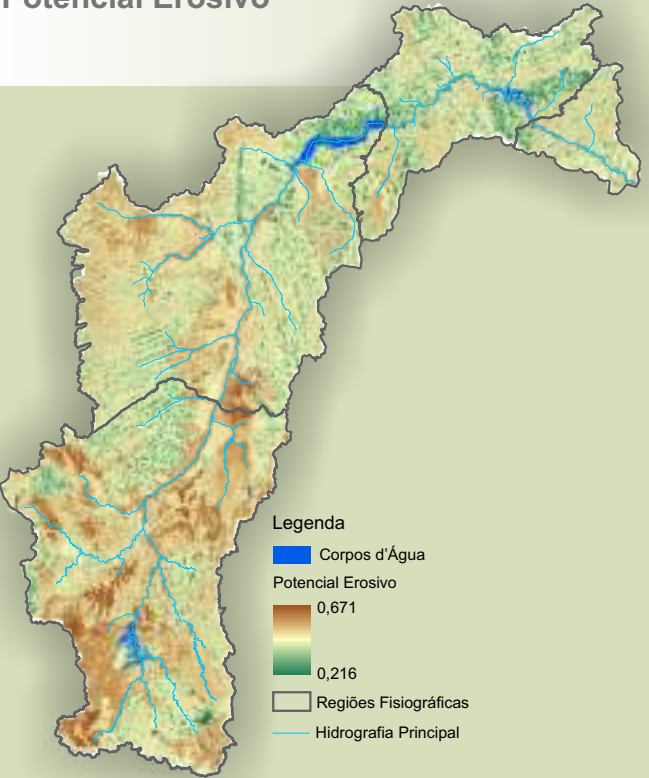 Potencial Erosivo
Legenda
Corpos d'Água
Potencial Erosivo
0,671
0,216
Regiões Fisiográficas
Hidrografia Principal